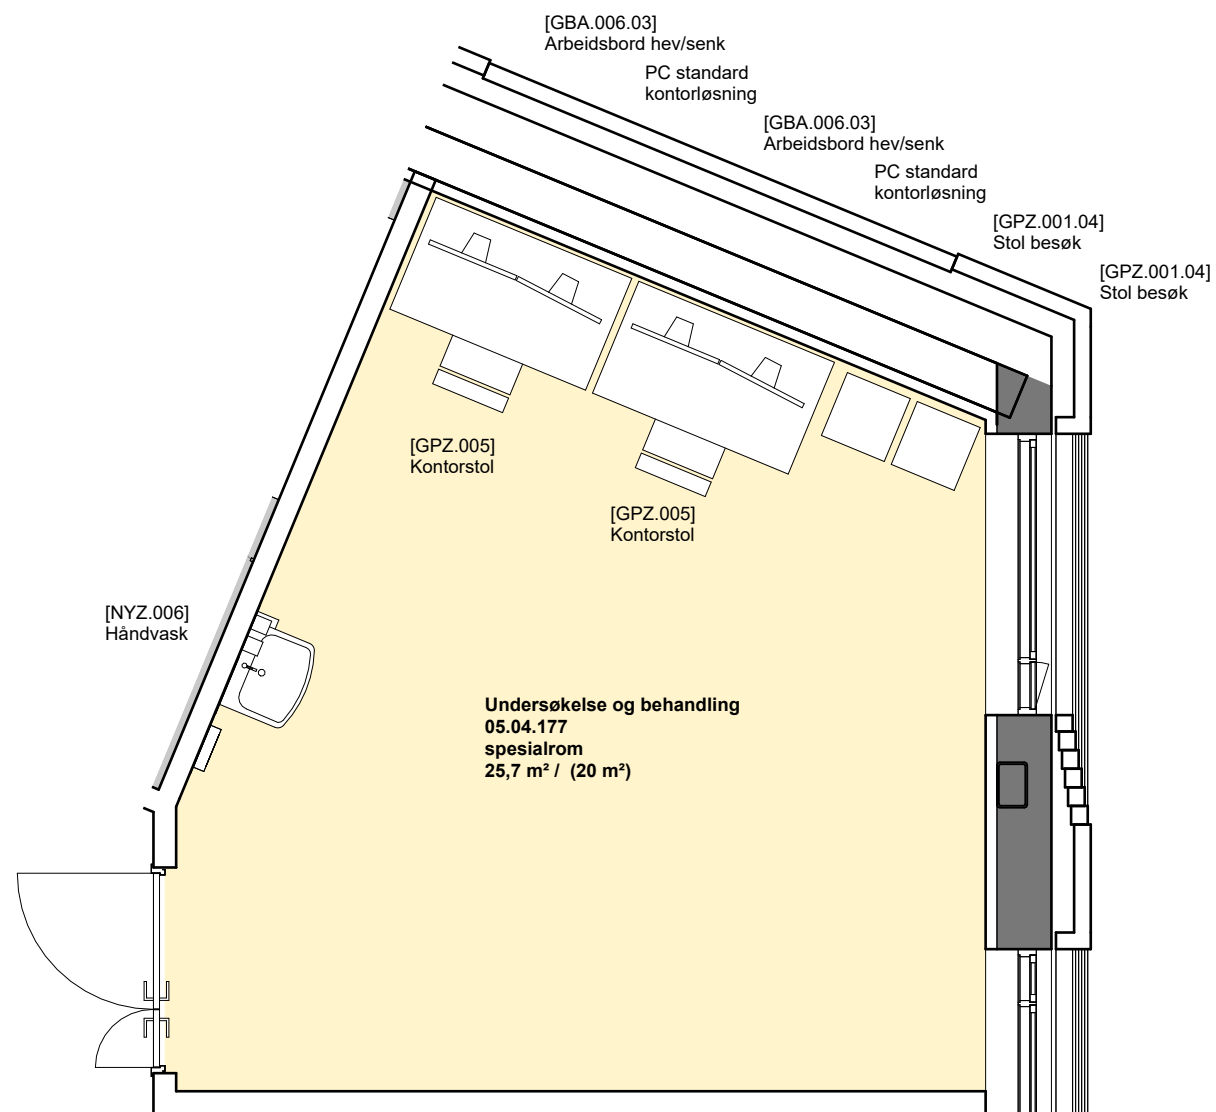 [GBA.006.03]
Arbeidsbord hev/senk
PC standard
kontorløsning
[GBA.006.03]
Arbeidsbord hev/senk
PC standard
kontorløsning
[GPZ.001.04]
Stol besøk
[GPZ.001.04]
Stol besøk
[GPZ.005]
Kontorstol
[GPZ.005]
Kontorstol
[NYZ.006]
Håndvask
Undersøkelse og behandling
05.04.177
spesialrom
25,7 m² / (20 m²)